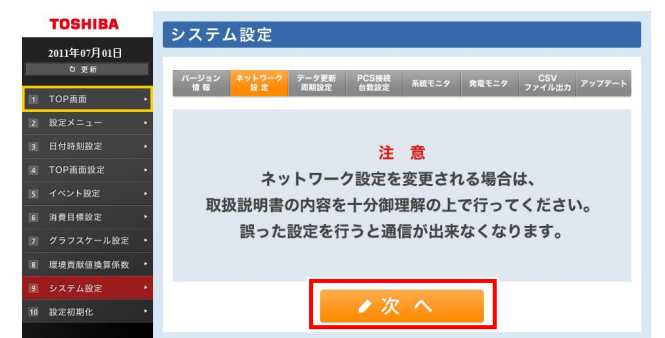 TOSHIBA
2011年07月01日
更新
1 TOP画面
2 設定メニュー
3 日付時刻設定
4 TOP画面設定
5 イベント設定
6 消費目標設定
7 グラフスケール設定
8 環境貢献値換算係数
9 システム設定
10 設定初期化
システム設定
バージョン
情報
ネットワーク
設定
データ更新
周期設定
PCS接続
台数設定
系統モニタ
発電モニタ
CSV
ファイル出力
アップデート
注 意
ネットワーク設定を変更される場合は、
取扱説明書の内容を十分御理解の上で行ってください。
誤った設定を行うと通信が出来なくなります。
次 へ